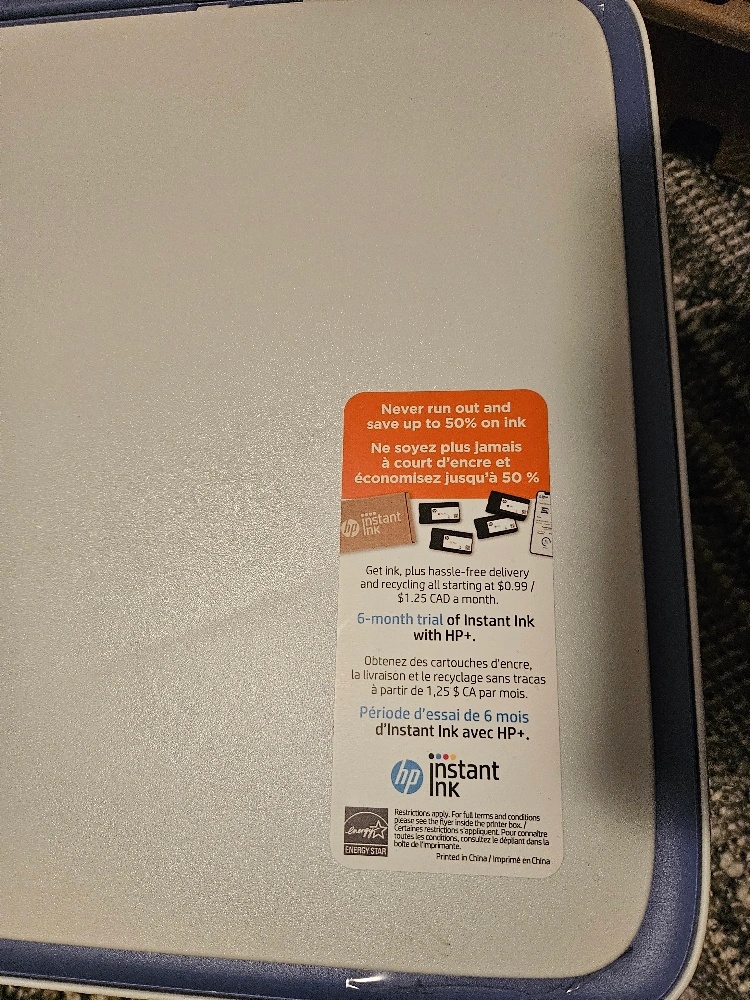 Never run out and
save up to 50% on ink
Ne soyez plus jamais
à court d'encre et
économisez jusqu'à 50 %
hp instant
ink
Get ink, plus hassle-free delivery
and recycling all starting at $0.99 /
$1.25 CAD a month.
6-month trial of Instant Ink
with HP+.
Obtenez des cartouches d'encre,
la livraison et le recyclage sans tracas
à partir de 1,25 $ CA par mois.
Période d'essai de 6 mois
d'Instant Ink avec HP+.
hp instant
ink
energy
ENERGY STAR
Restrictions apply. For full terms and conditions
please see the flyer inside the printer box. /
Certaines restrictions s'appliquent. Pour connaître
toutes les conditions, consultez le dépliant dans la
boîte de l'imprimante.
Printed in China / Imprimé en China